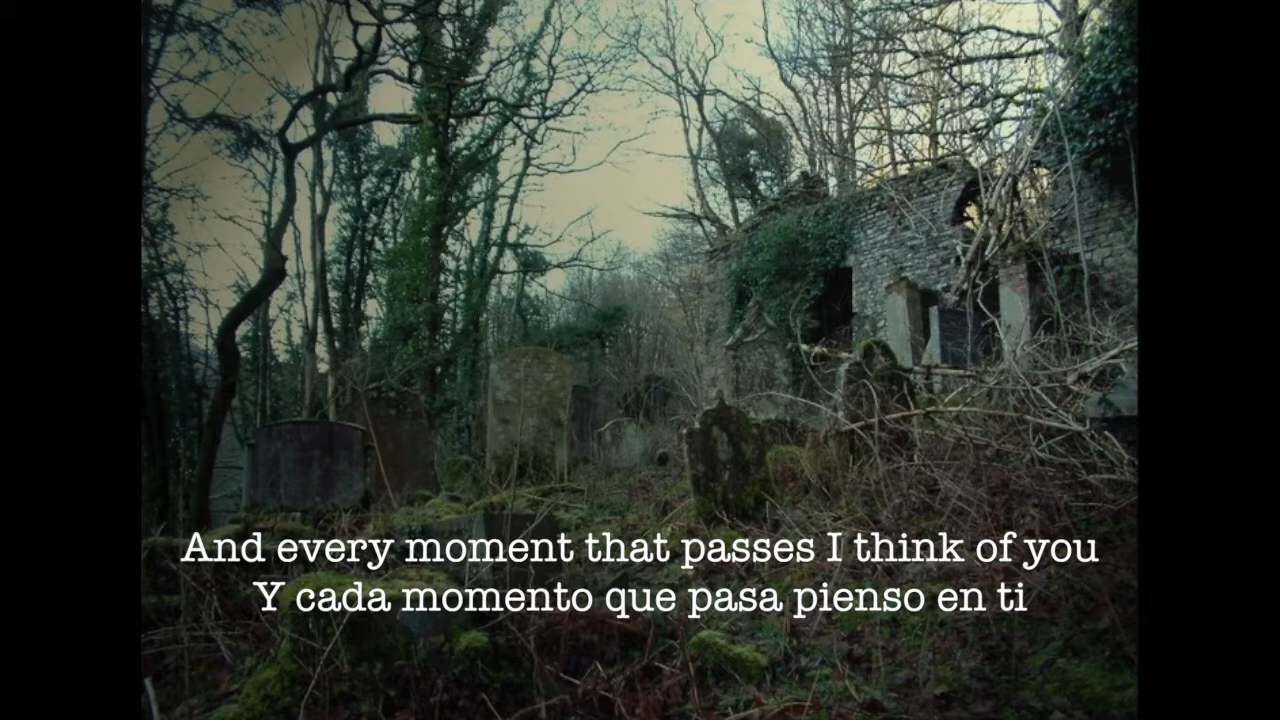 And every moment that passes I think of you
Y cada momento que pasa pienso en ti